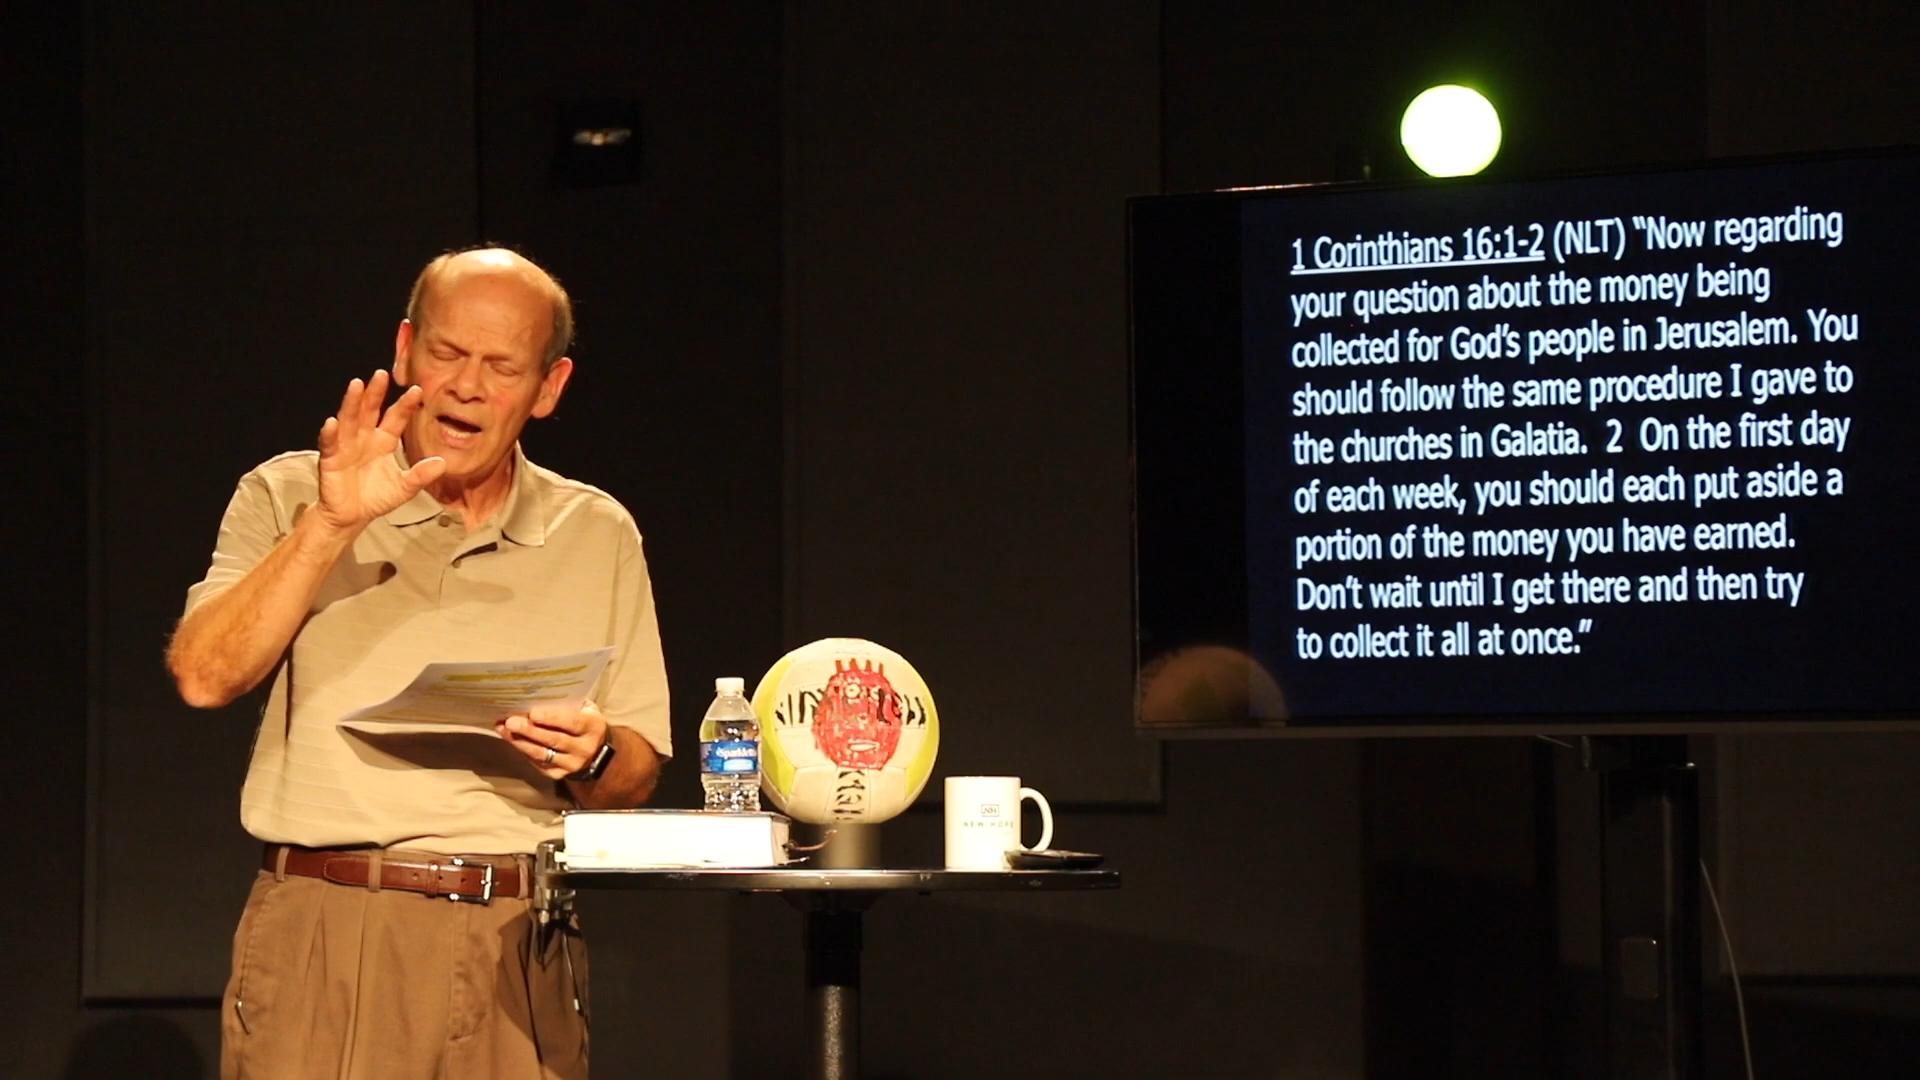 1 Corinthians 16:1-2 (NLT) “Now regarding
your question about the money being
collected for God’s people in Jerusalem. You
should follow the same procedure I gave to
the churches in Galatia.  2  On the first day
of each week, you should each put aside a
portion of the money you have earned.
Don’t wait until I get there and then try
to collect it all at once.”
Sparkletts
NH
NEW HOPE